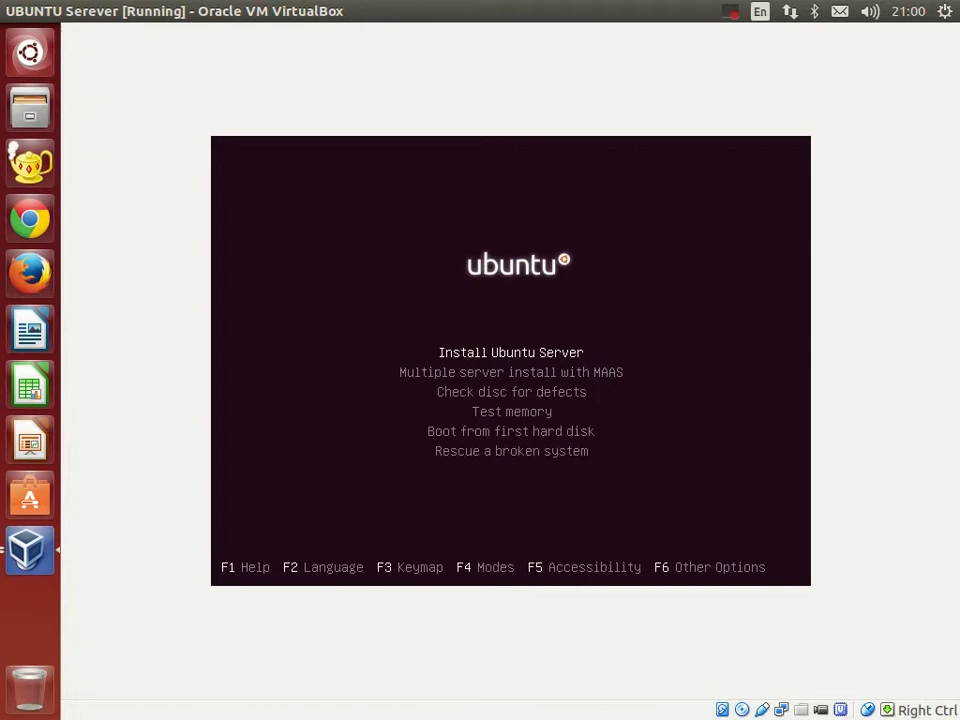 UBUNTU Serever [Running] - Oracle VM VirtualBox
En
21:00
ubuntu
Install Ubuntu Server
Multiple server install with MAAS
Check disc for defects
Test memory
Boot from first hard disk
Rescue a broken system
F1 Help F2 Language F3 Keymap F4 Modes F5 Accessibility F6 Other Options
Right Ctrl